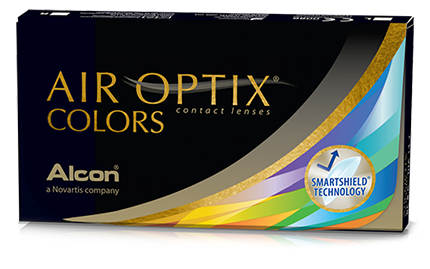 AIR OPTIX®
contact lenses
COLORS
Alcon®
a Novartis company
SMARTSHIELD®
TECHNOLOGY